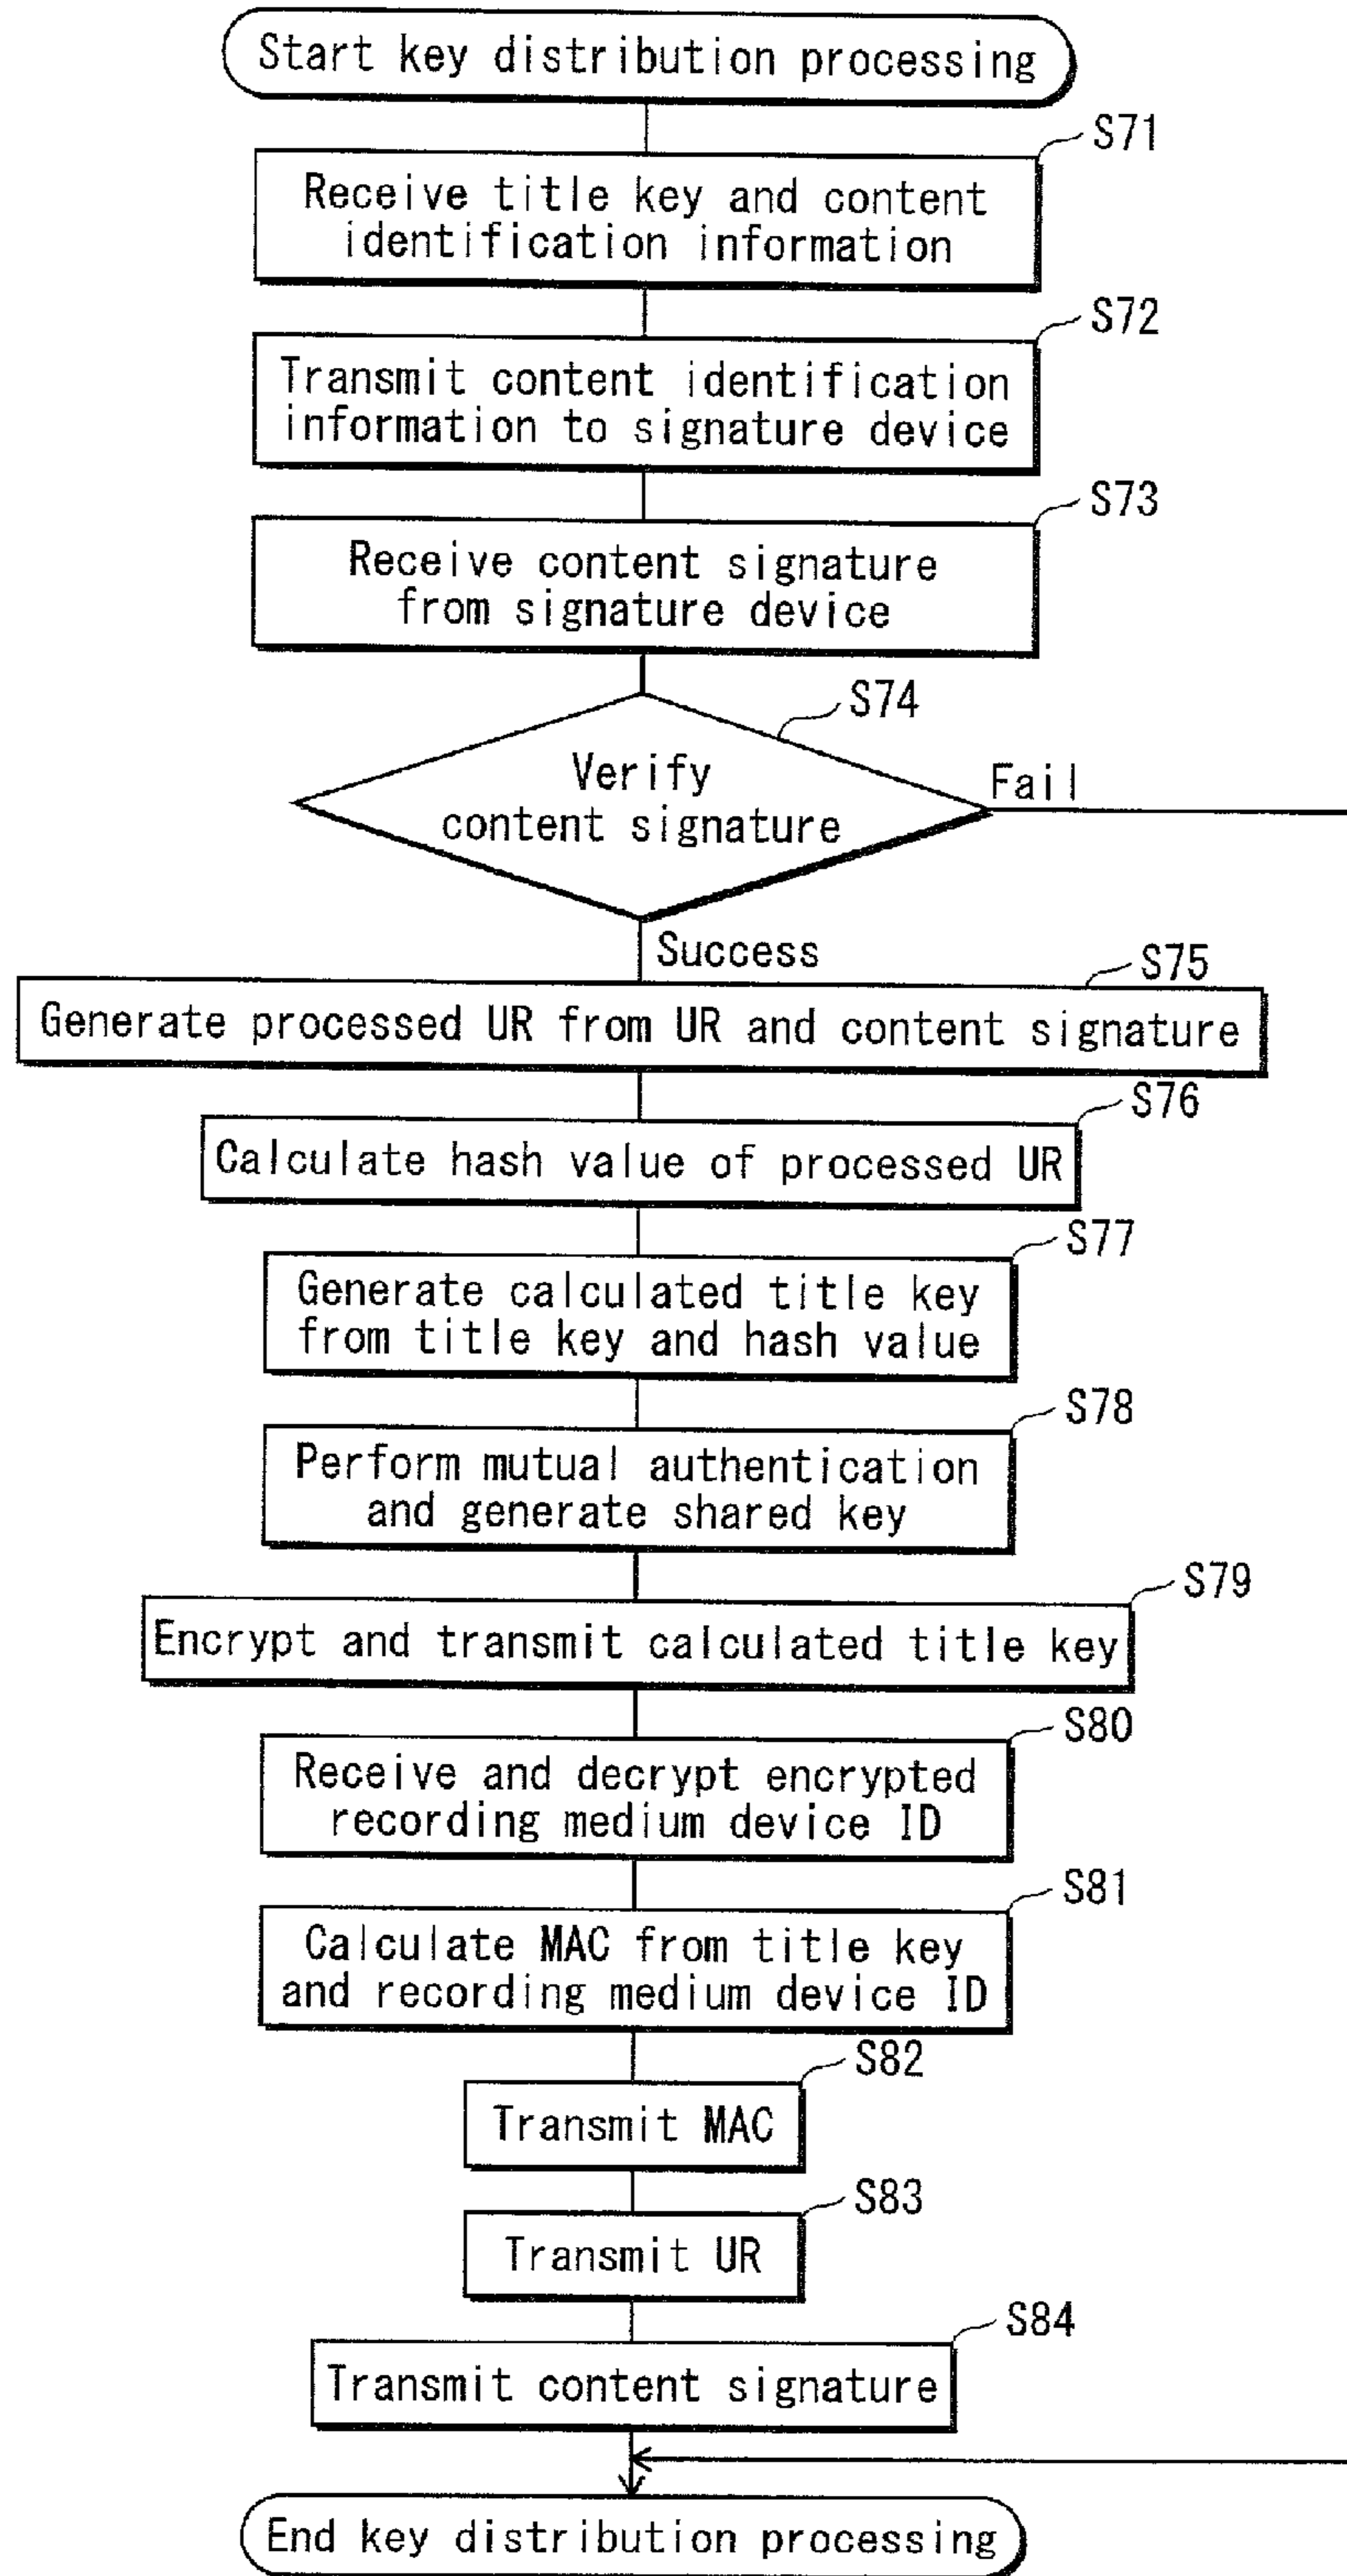 Start key distribution processing
S71
Receive title key and content
identification information
S72
Transmit content identification
information to signature device
S73
Receive content signature
from signature device
S74
Verify
content signature
Fail
Success
S75
Generate processed UR from UR and content signature
S76
Calculate hash value of processed UR
S77
Generate calculated title key
from title key and hash value
S78
Perform mutual authentication
and generate shared key
S79
Encrypt and transmit calculated title key
S80
Receive and decrypt encrypted
recording medium device ID
S81
Calculate MAC from title key
and recording medium device ID
S82
Transmit MAC
S83
Transmit UR
S84
Transmit content signature
End key distribution processing